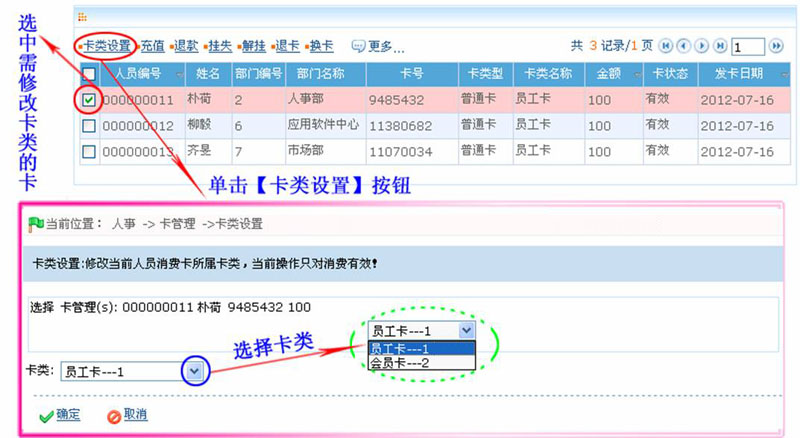 选中需修改卡类的卡
卡类设置 充值 退款 挂失 解挂 退卡 换卡 更多... 共 3 记录/1 页 1
人员编号 姓名 部门编号 部门名称 卡号 卡类型 卡类名称 金额 卡状态 发卡日期
000000011 朴荷 2 人事部 9485432 普通卡 员工卡 100 有效 2012-07-16
000000012 柳毅 6 应用软件中心 11380682 普通卡 员工卡 100 有效 2012-07-16
000000013 齐旻 7 市场部 11070034 普通卡 员工卡 100 有效 2012-07-16
单击【卡类设置】按钮
当前位置： 人事 -> 卡管理 ->卡类设置
卡类设置:修改当前人员消费卡所属卡类，当前操作只对消费有效!
选择 卡管理(s): 000000011 朴荷 9485432 100
员工卡---1
员工卡---1
会员卡---2
选择卡类
卡类: 员工卡---1
确定 取消